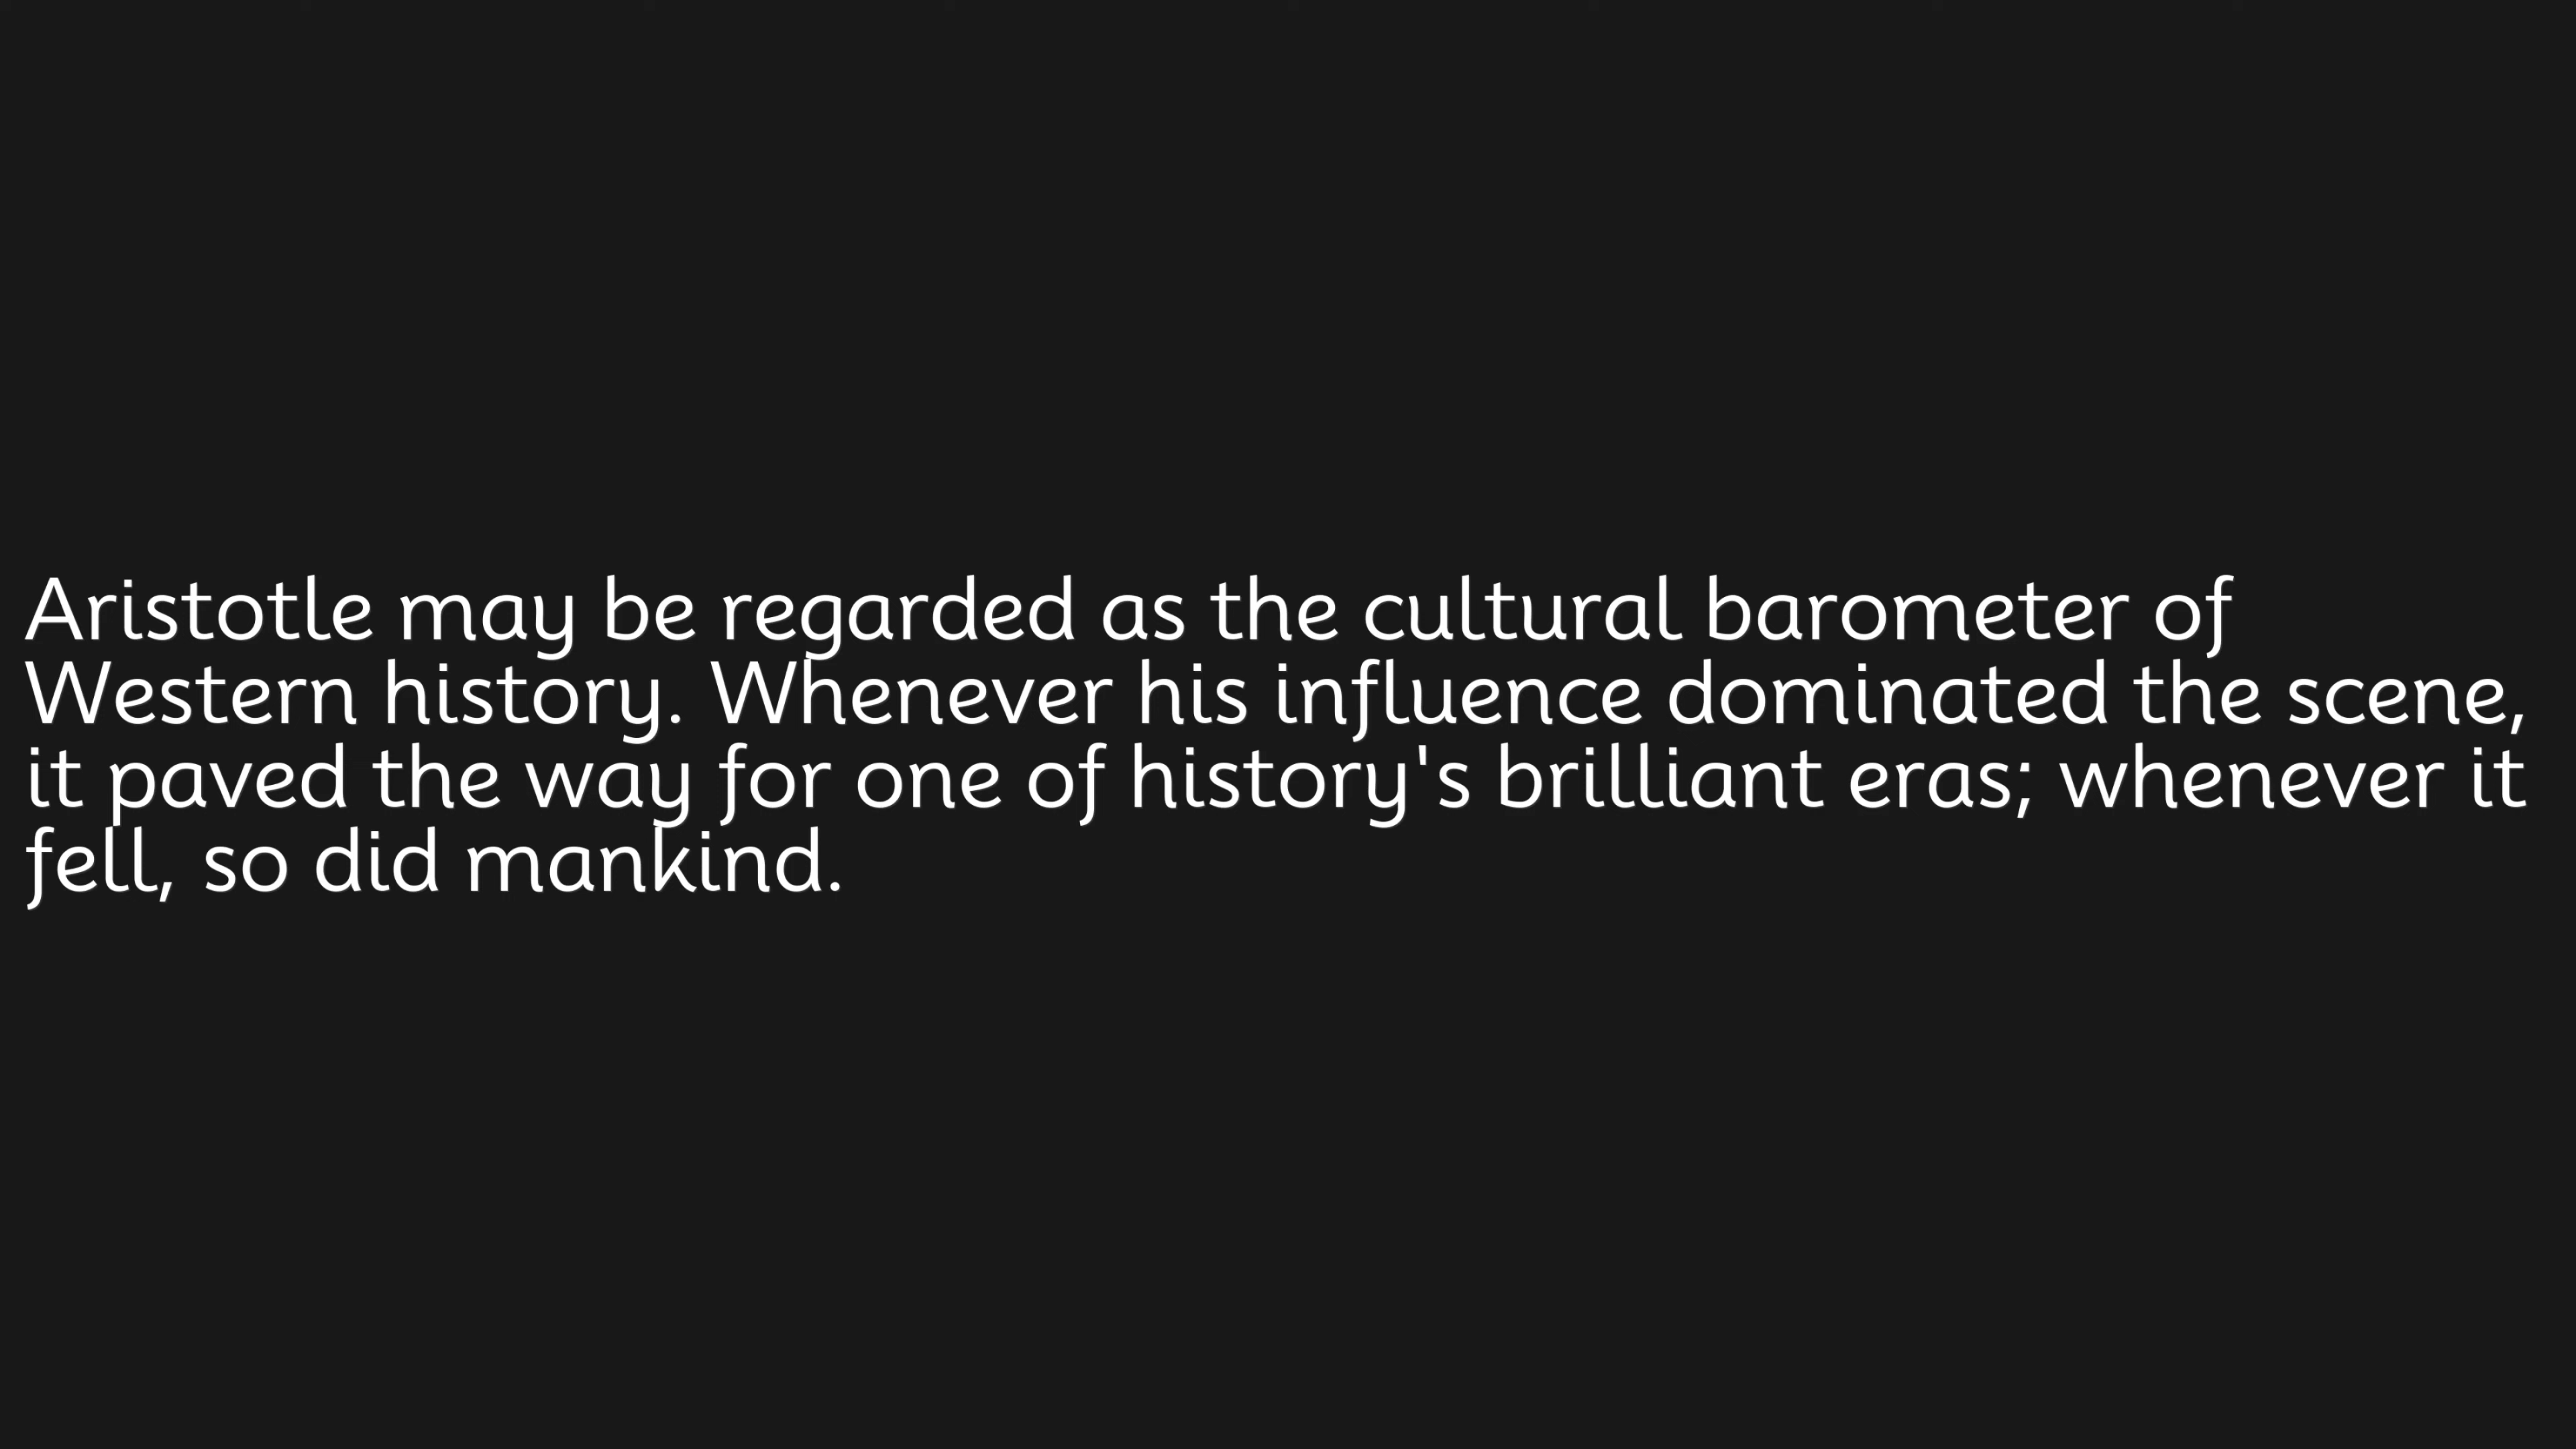 Aristotle may be regarded as the cultural barometer of
Western history. Whenever his influence dominated the scene,
it paved the way for one of history's brilliant eras; whenever it
fell, so did mankind.